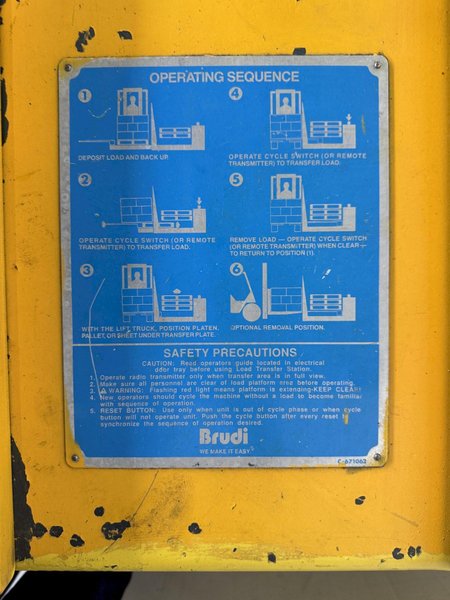 OPERATING SEQUENCE
1
DEPOSIT LOAD AND BACK UP.
2
OPERATE CYCLE SWITCH (OR REMOTE
TRANSMITTER) TO TRANSFER LOAD.
3
WITH THE LIFT TRUCK, POSITION PLATEN,
PALLET, OR SHEET UNDER TRANSFER PLATE.
4
OPERATE CYCLE SWITCH (OR REMOTE
TRANSMITTER) TO TRANSFER LOAD.
5
REMOVE LOAD — OPERATE CYCLE SWITCH
(OR REMOTE TRANSMITTER) WHEN CLEAR —
TO RETURN TO POSITION (1).
6
OPTIONAL REMOVAL POSITION.
SAFETY PRECAUTIONS
CAUTION: Read operators guide located in electrical
door tray before using Load Transfer Station.
1. Operate radio transmitter only when transfer area is in full view.
2. Make sure all personnel are clear of load platform area before operating.
3. WARNING: Flashing red light means platform is extending-KEEP CLEAR!
4. New operators should cycle the machine without a load to become familiar
with sequence of operation.
5. RESET BUTTON: Use only when unit is out of cycle phase or when cycle
button will not operate unit. Push the cycle button after every reset
synchronize the sequence of operation desired.
Brudi
WE MAKE IT EASY.
C-671062